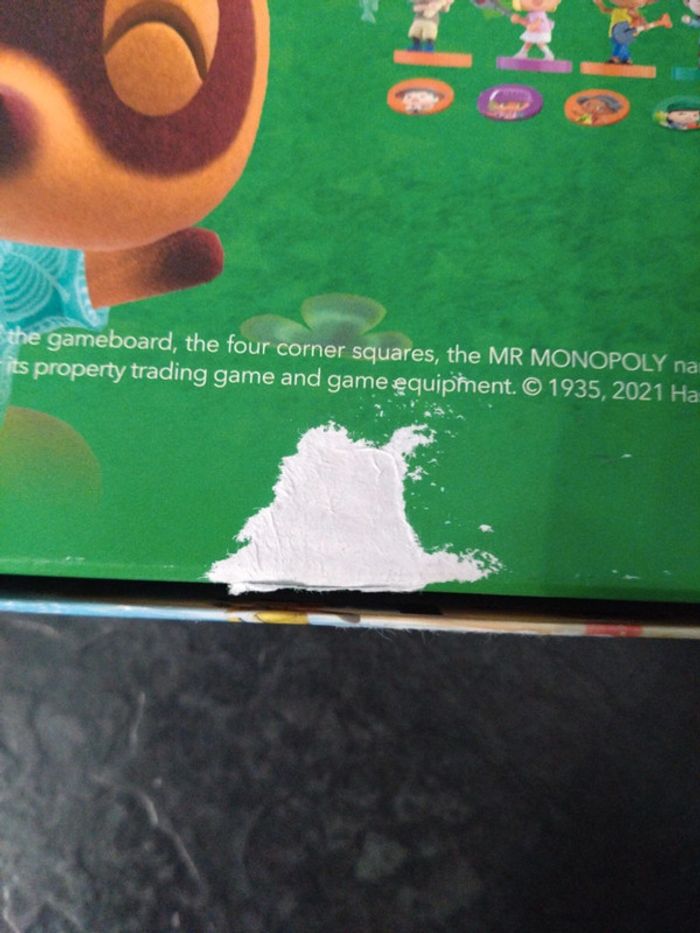 the gameboard, the four corner squares, the MR MONOPOLY
its property trading game and game equipment. © 1935, 2021